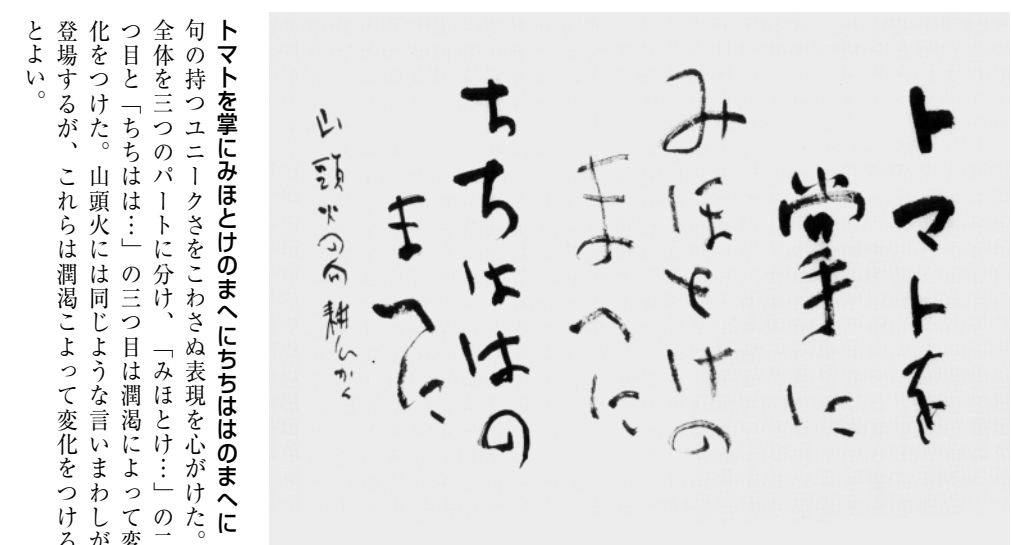 トマトを
掌に
みほとけの
まへに
ちちははの
まへに
山頭火の句 かく
トマトを掌にみほとけのまへ にちちははのまへに
句の持つユニークさをこわさぬ表現を心がけた。
全体を三つのパートに分け、「みほとけ…」の二
つ目と「ちちはは…」の三つ目は潤渇によって変
化をつけた。山頭火には同じような言いまわしが
登場するが、これらは潤渇によって変化をつける
とよい。